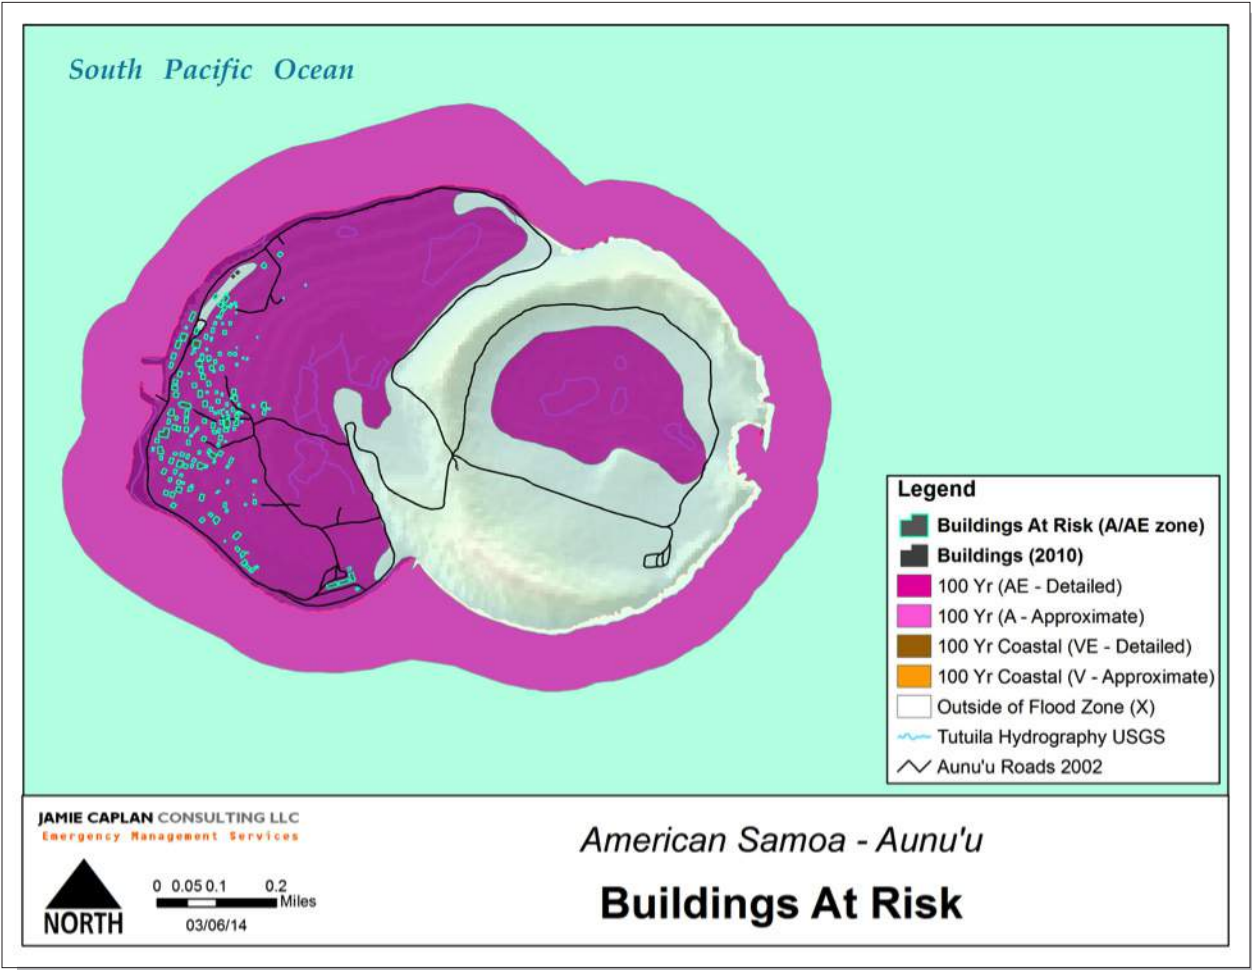 South Pacific Ocean
Legend
Buildings At Risk (A/AE zone)
Buildings (2010)
100 Yr (AE - Detailed)
100 Yr (A - Approximate)
100 Yr Coastal (VE - Detailed)
100 Yr Coastal (V - Approximate)
Outside of Flood Zone (X)
Tutuila Hydrography USGS
Aunu'u Roads 2002
JAMIE CAPLAN CONSULTING LLC
Emergency Management Services
NORTH
0 0.05 0.1 0.2
Miles
03/06/14
American Samoa - Aunu'u
Buildings At Risk